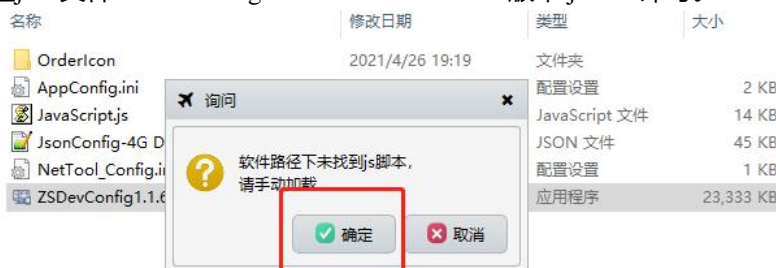 名称 修改日期 类型 大小
OrderIcon 2021/4/26 19:19 文件夹
AppConfig.ini 配置设置 2 KB
询问
JavaScript.js JavaScript 文件 14 KB
JsonConfig-4G D JSON 文件 45 KB
软件路径下未找到js脚本，
NetTool_Config.i 配置设置 1 KB
请手动加载
ZSDevConfig1.1.6 应用程序 23,333 KB
确定 取消